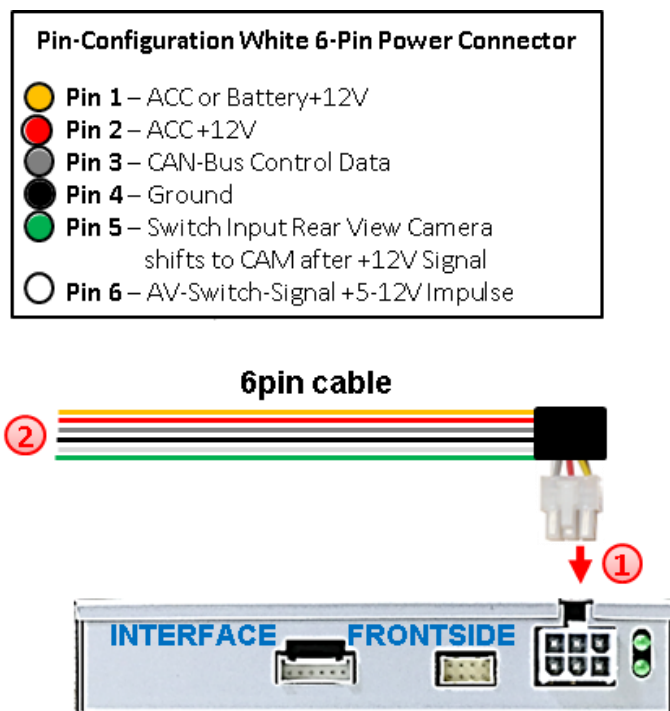 Pin-Configuration White 6-Pin Power Connector
Pin 1 – ACC or Battery+12V
Pin 2 – ACC +12V
Pin 3 – CAN-Bus Control Data
Pin 4 – Ground
Pin 5 – Switch Input Rear View Camera
shifts to CAM after +12V Signal
Pin 6 – AV-Switch-Signal +5-12V Impulse
6pin cable
2
1
INTERFACE FRONTSIDE